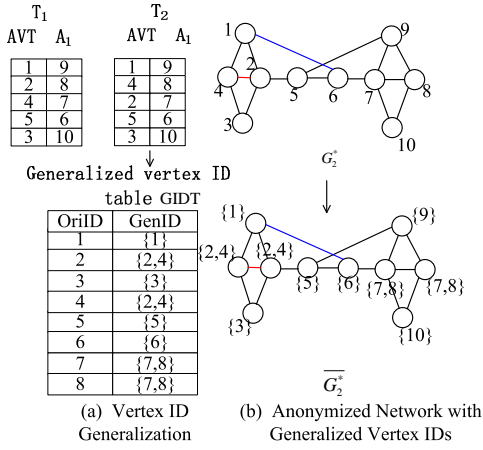 T1 T2
AVT A1 AVT A1
1 9 1 9
2 8 4 8
4 7 2 7
5 6 5 6
3 10 3 10
Generalized vertex ID
table GIDT
OriID GenID
1 {1}
2 {2,4}
3 {3}
4 {2,4}
5 {5}
6 {6}
7 {7,8}
8 {7,8}
(a) Vertex ID
Generalization
1 9
2
4 5 6 7 8
3 10
G2*
{1} {9}
{2,4} {2,4}
{5} {6} {7,8} {7,8}
{3} {10}
G2*
(b) Anonymized Network with
Generalized Vertex IDs